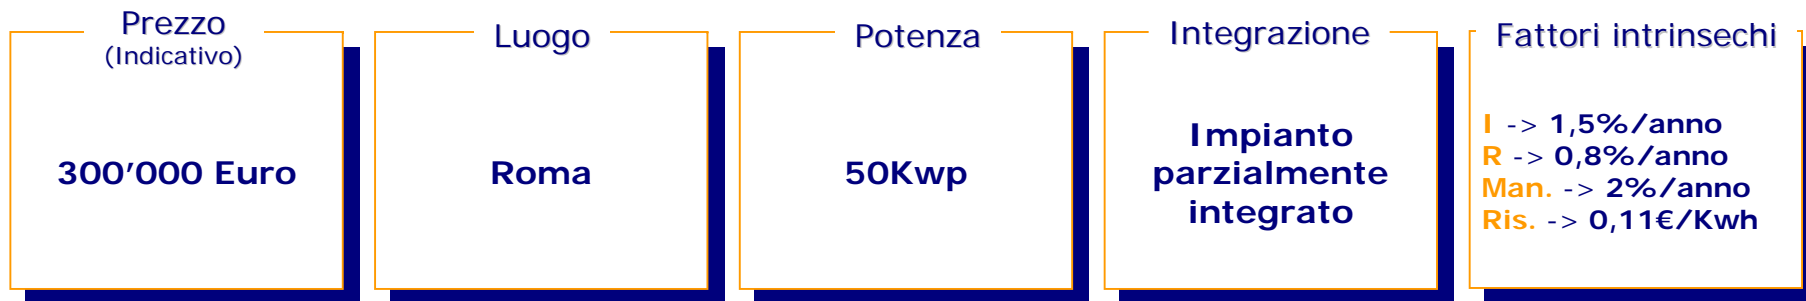 Prezzo
(Indicativo)
300’000 Euro
Luogo
Roma
Potenza
50Kwp
Integrazione
Impianto
parzialmente
integrato
Fattori intrinsechi
I -> 1,5%/anno
R -> 0,8%/anno
Man. -> 2%/anno
Ris. -> 0,11€/Kwh